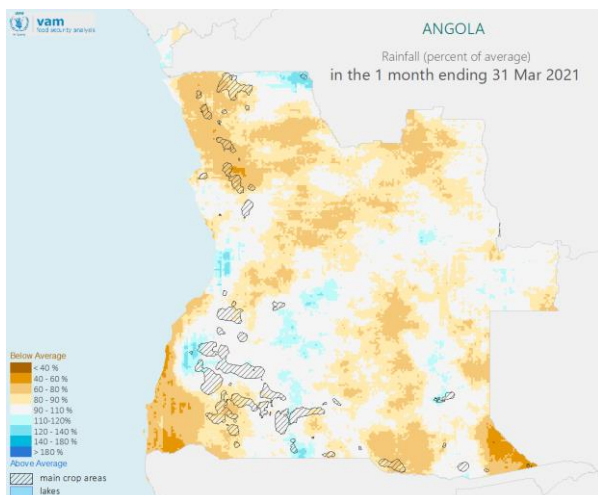 vam
food security analysis
ANGOLA
Rainfall (percent of average)
in the 1 month ending 31 Mar 2021
Below Average
< 40 %
40 - 60 %
60 - 80 %
80 - 90 %
90 - 110 %
110-120%
120 - 140 %
140 - 180 %
> 180 %
Above Average
main crop areas
lakes